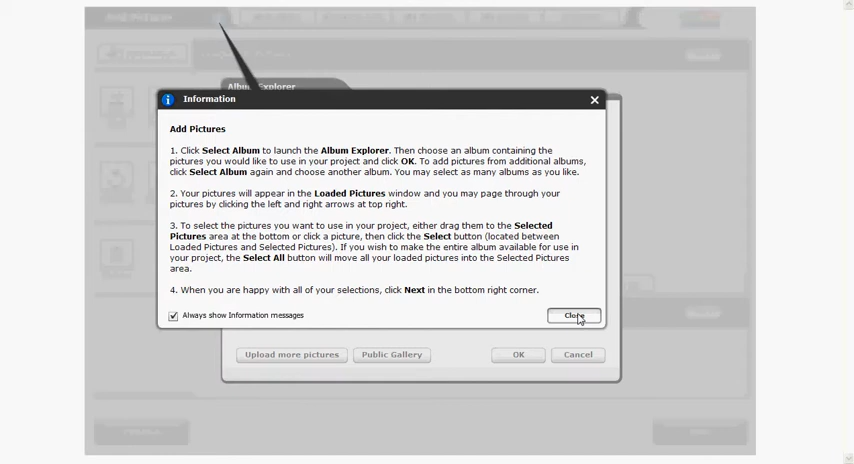 Album Explorer
Information
Add Pictures
1. Click Select Album to launch the Album Explorer. Then choose an album containing the
pictures you would like to use in your project and click OK. To add pictures from additional albums,
click Select Album again and choose another album. You may select as many albums as you like.
2. Your pictures will appear in the Loaded Pictures window and you may page through your
pictures by clicking the left and right arrows at top right.
3. To select the pictures you want to use in your project, either drag them to the Selected
Pictures area at the bottom or click a picture, then click the Select button (located between
Loaded Pictures and Selected Pictures). If you wish to make the entire album available for use in
your project, the Select All button will move all your loaded pictures into the Selected Pictures
area.
4. When you are happy with all of your selections, click Next in the bottom right corner.
Always show Information messages
Close
Upload more pictures
Public Gallery
OK
Cancel